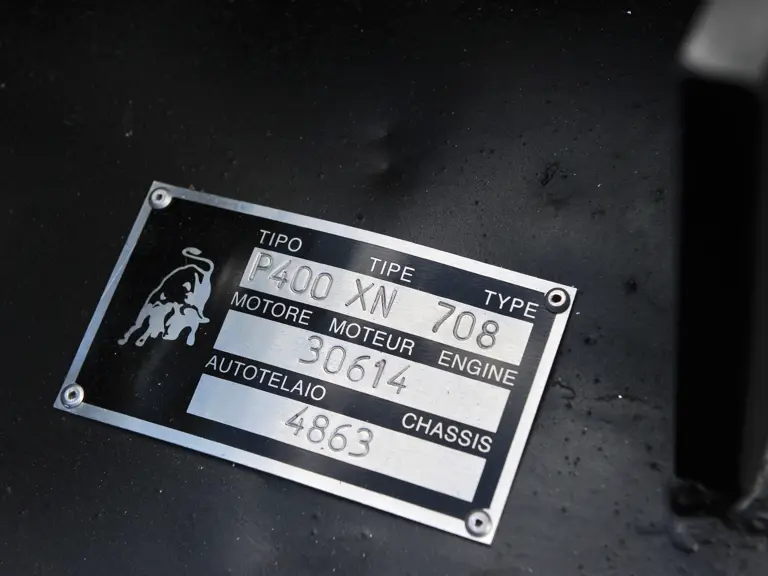 TIPO TIPE TYPE
P400 XN 708
MOTORE MOTEUR ENGINE
30614
AUTOTELAIO CHASSIS
4863